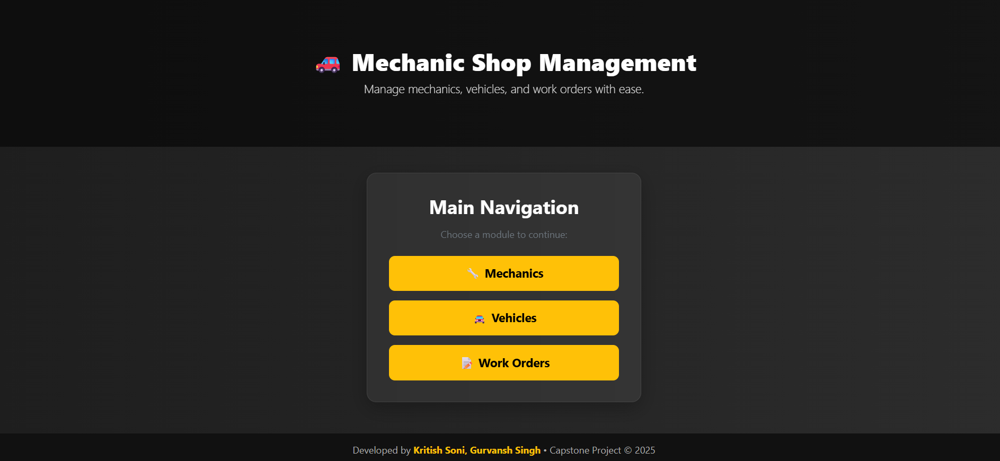 Mechanic Shop Management
Manage mechanics, vehicles, and work orders with ease.
Main Navigation
Choose a module to continue:
Mechanics
Vehicles
Work Orders
Developed by Kritish Soni, Gurvansh Singh • Capstone Project © 2025